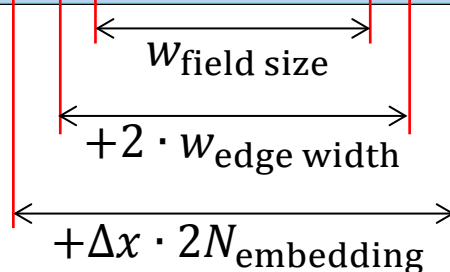 w_field size
+2 · w_edge width
+Δx · 2N_embedding